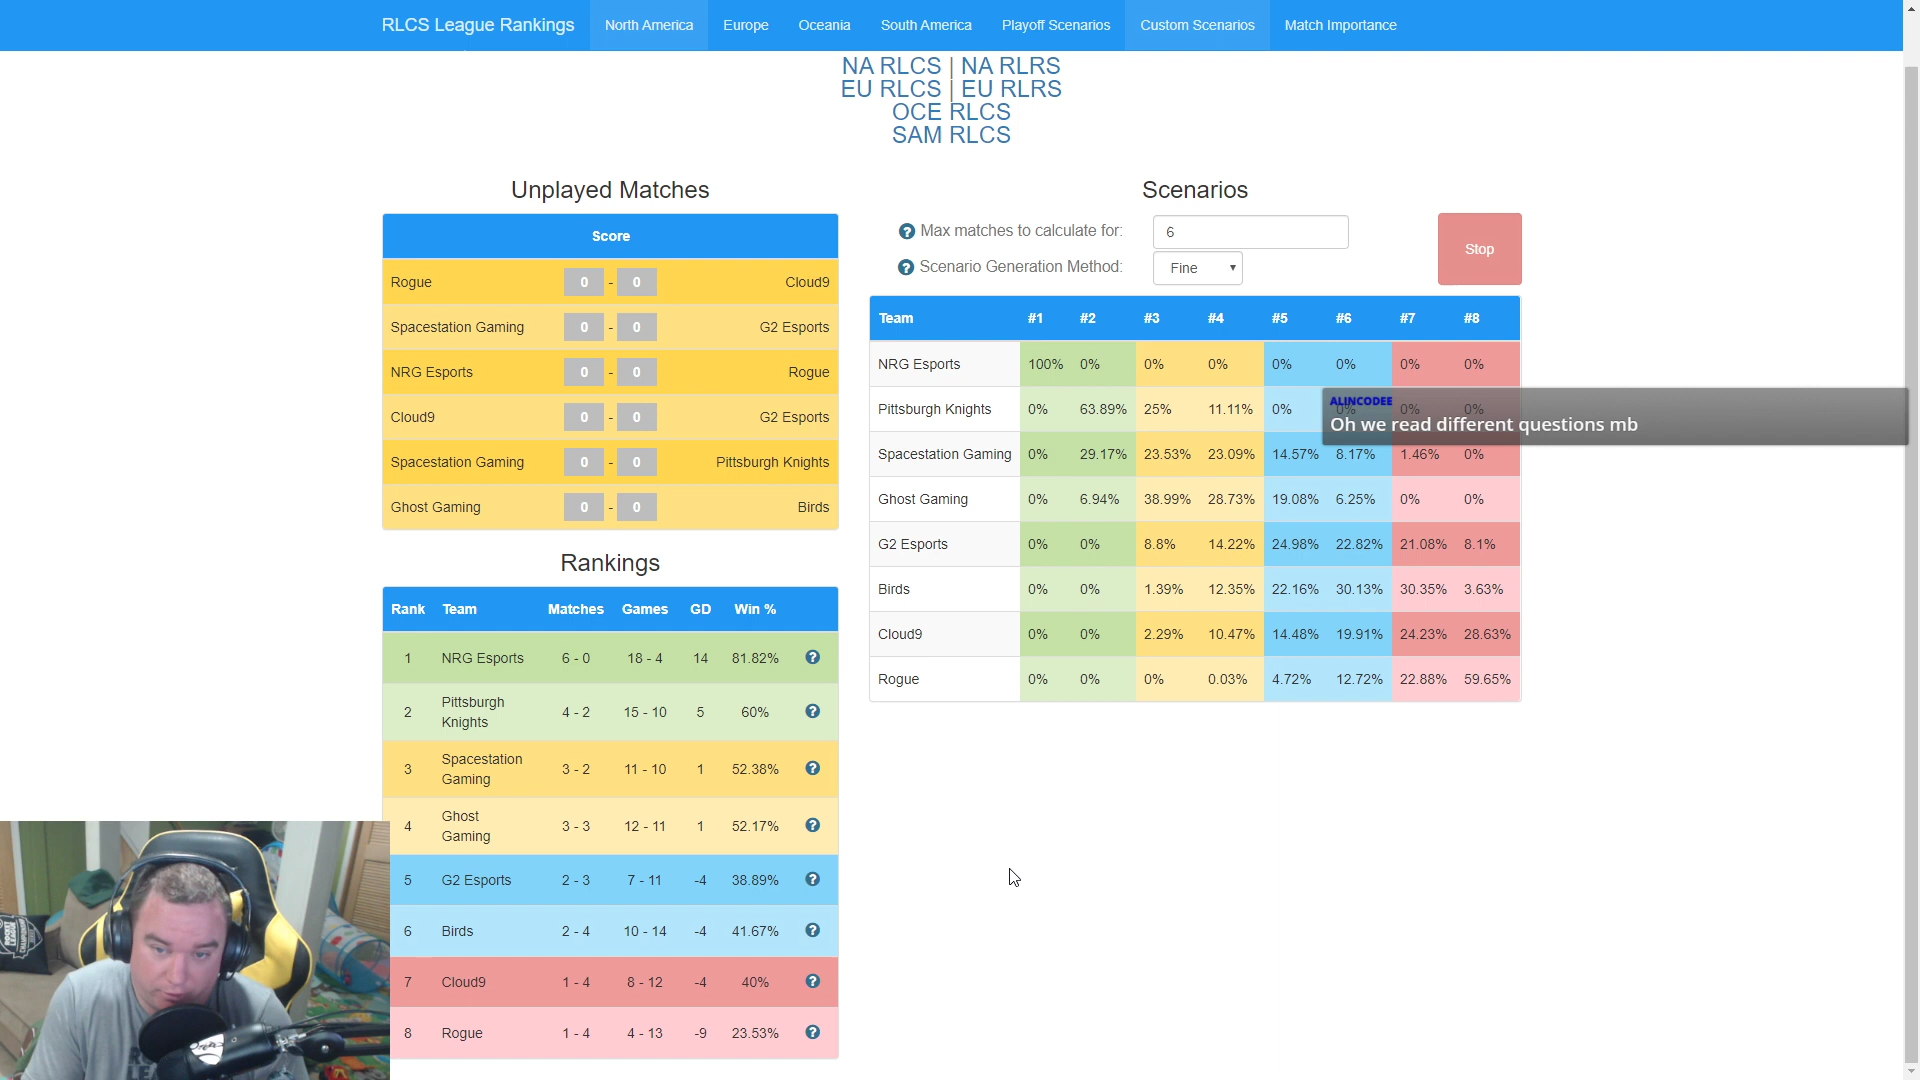 RLCS League Rankings North America Europe Oceania South America Playoff Scenarios Custom Scenarios Match Importance
NA RLCS | NA RLRS
EU RLCS | EU RLRS
OCE RLCS
SAM RLCS
Unplayed Matches
Score
Rogue 0 - 0 Cloud9
Spacestation Gaming 0 - 0 G2 Esports
NRG Esports 0 - 0 Rogue
Cloud9 0 - 0 G2 Esports
Spacestation Gaming 0 - 0 Pittsburgh Knights
Ghost Gaming 0 - 0 Birds
Rankings
Rank Team Matches Games GD Win %
1 NRG Esports 6 - 0 18 - 4 14 81.82% ?
2 Pittsburgh Knights 4 - 2 15 - 10 5 60% ?
3 Spacestation Gaming 3 - 2 11 - 10 1 52.38% ?
4 Ghost Gaming 3 - 3 12 - 11 1 52.17% ?
5 G2 Esports 2 - 3 7 - 11 -4 38.89% ?
6 Birds 2 - 4 10 - 14 -4 41.67% ?
7 Cloud9 1 - 4 8 - 12 -4 40% ?
8 Rogue 1 - 4 4 - 13 -9 23.53% ?
Scenarios
? Max matches to calculate for: 6
? Scenario Generation Method: Fine
Stop
Team #1 #2 #3 #4 #5 #6 #7 #8
NRG Esports 100% 0% 0% 0% 0% 0% 0% 0%
Pittsburgh Knights 0% 63.89% 25% 11.11% 0% 0% 0% 0%
ALINCODEE
Oh we read different questions mb
Spacestation Gaming 0% 29.17% 23.53% 23.09% 14.57% 8.17% 1.46% 0%
Ghost Gaming 0% 6.94% 38.99% 28.73% 19.08% 6.25% 0% 0%
G2 Esports 0% 0% 8.8% 14.22% 24.98% 22.82% 21.08% 8.1%
Birds 0% 0% 1.39% 12.35% 22.16% 30.13% 30.35% 3.63%
Cloud9 0% 0% 2.29% 10.47% 14.48% 19.91% 24.23% 28.63%
Rogue 0% 0% 0% 0.03% 4.72% 12.72% 22.88% 59.65%